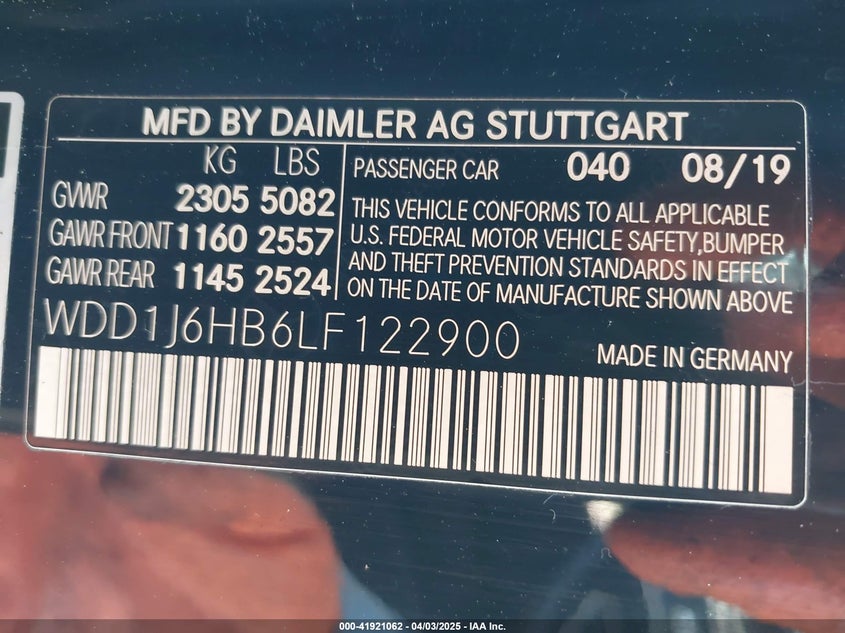 MFD BY DAIMLER AG STUTTGART
KG LBS
GVWR 2305 5082
GAWR FRONT 1160 2557
GAWR REAR 1145 2524
PASSENGER CAR 040 08/19
THIS VEHICLE CONFORMS TO ALL APPLICABLE
U.S. FEDERAL MOTOR VEHICLE SAFETY,BUMPER
AND THEFT PREVENTION STANDARDS IN EFFECT
ON THE DATE OF MANUFACTURE SHOWN ABOVE
WDD1J6HB6LF122900
MADE IN GERMANY
000-41921062 - 04/03/2025 - IAA Inc.